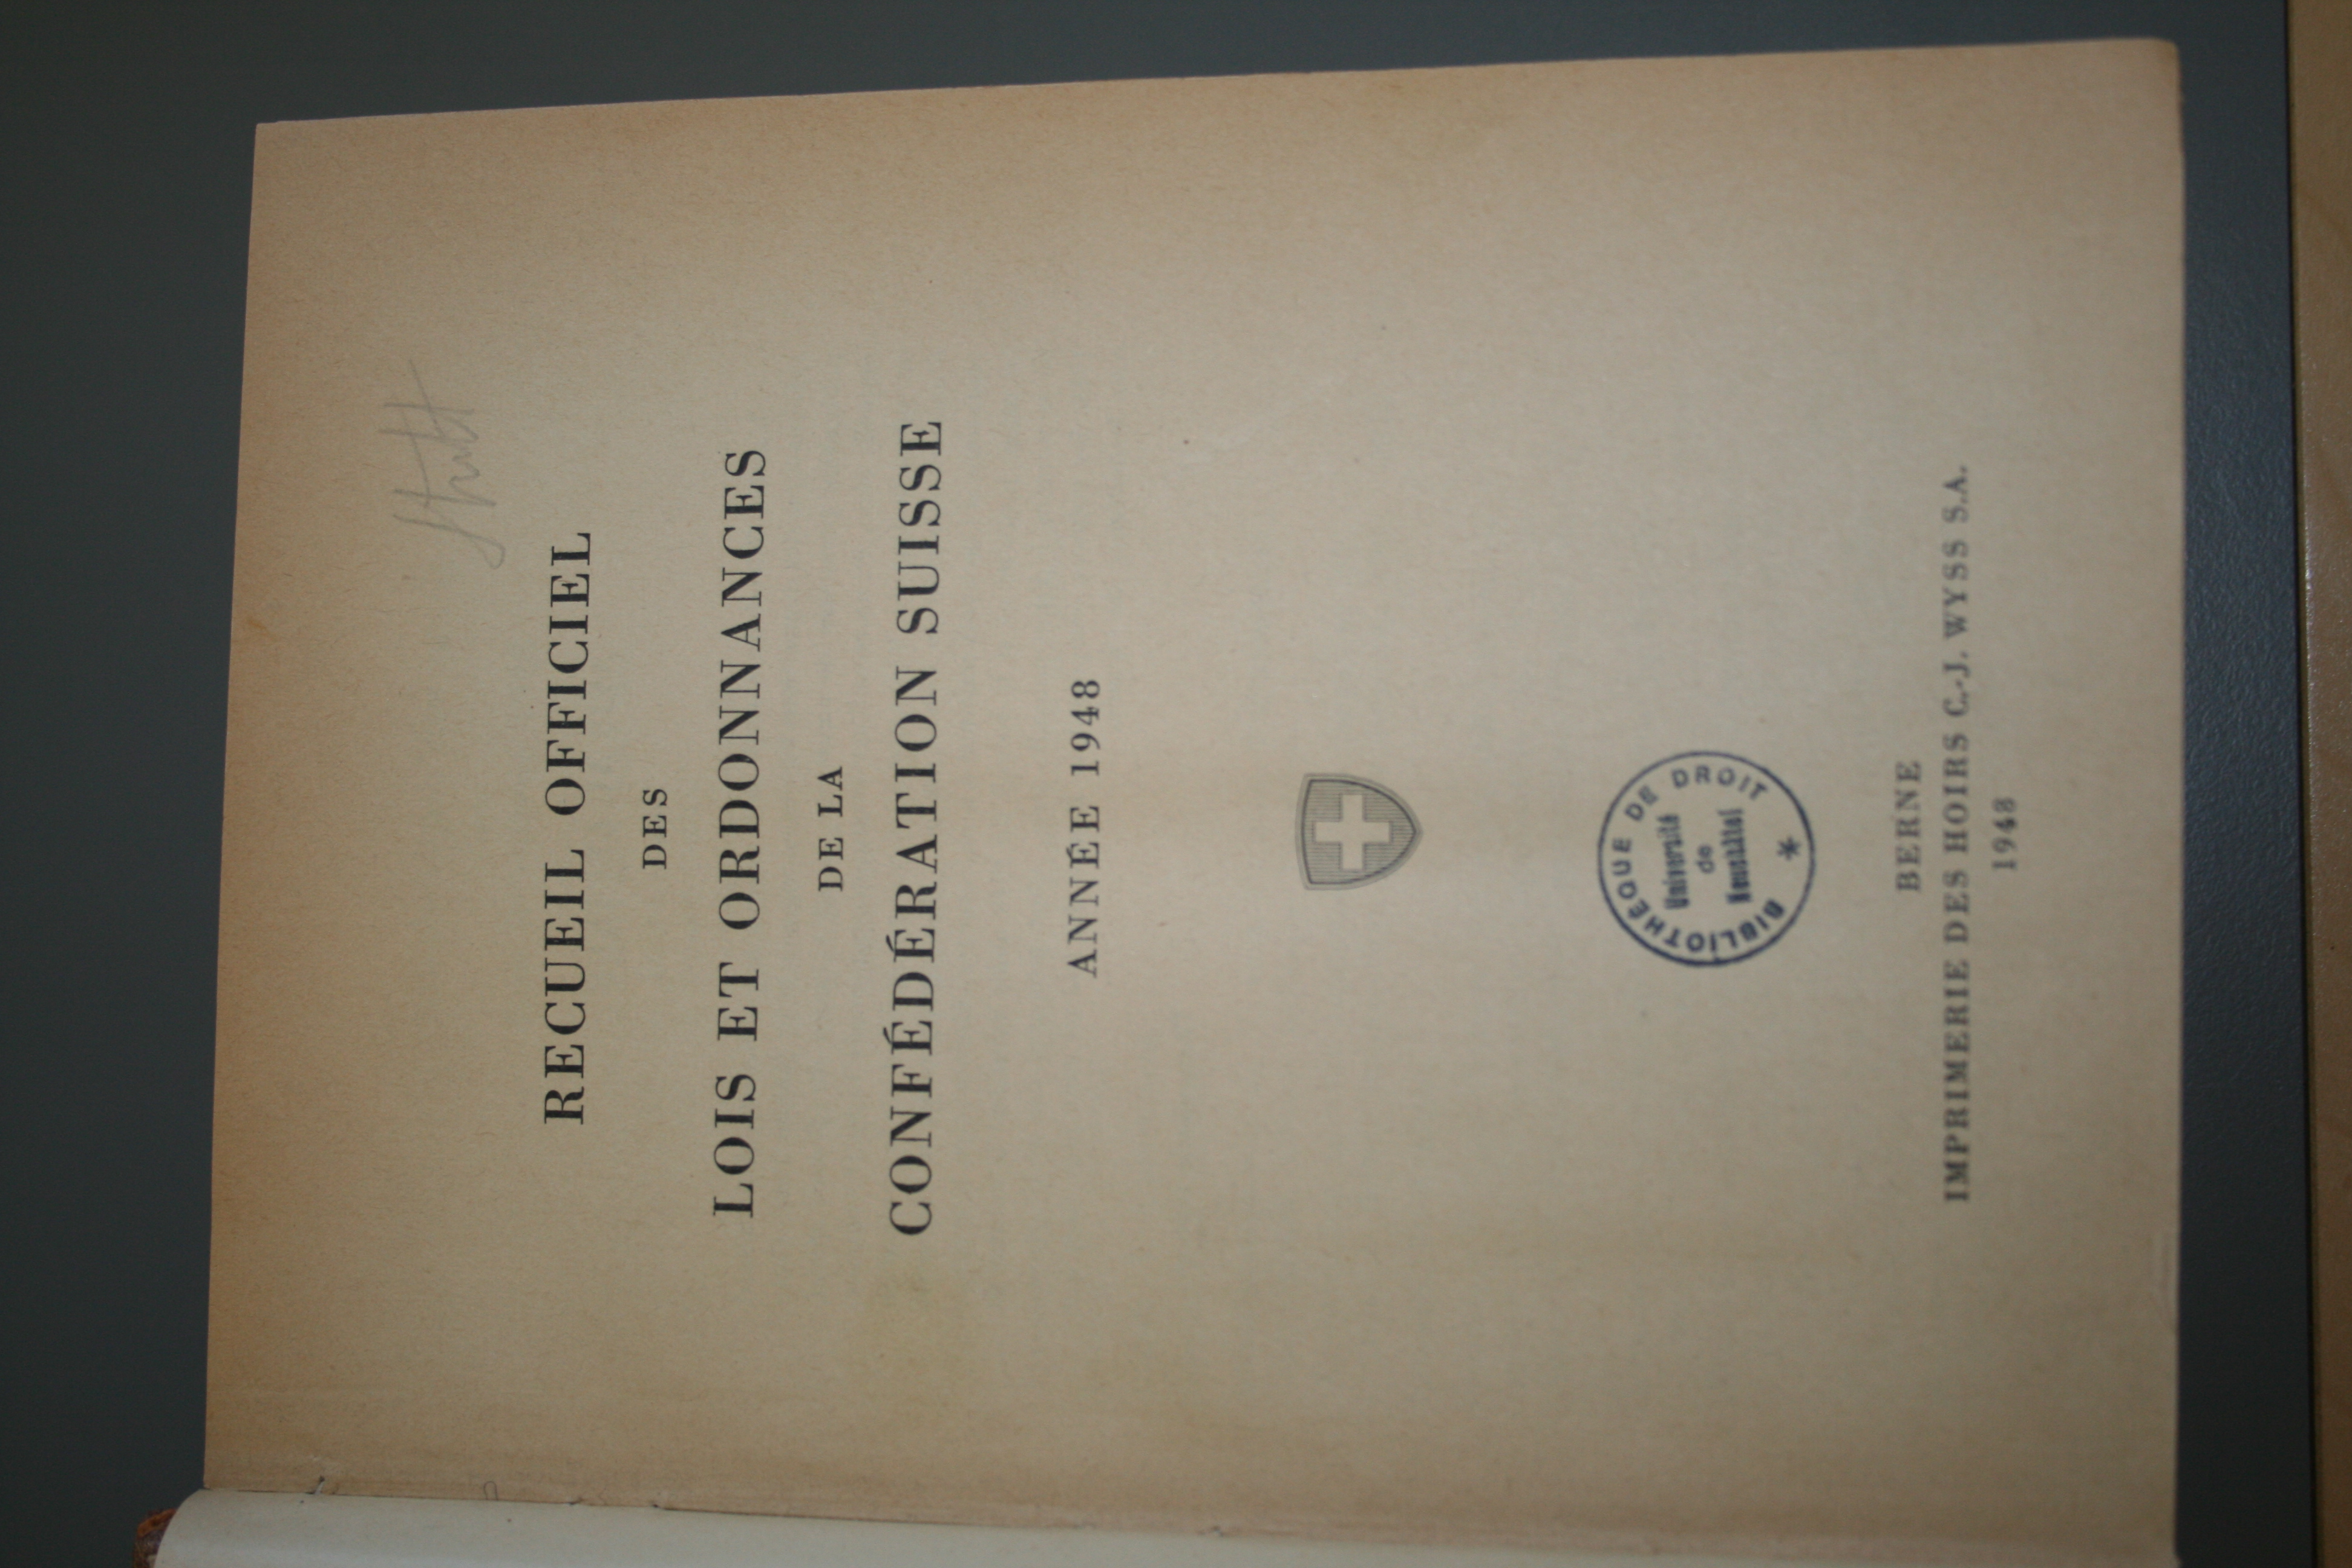 RECUEIL OFFICIEL
DES
LOIS ET ORDONNANCES
DE LA
CONFÉDÉRATION SUISSE
ANNÉE 1948
BIBLIOTHÈQUE DE DROIT
Université
de
Neuchâtel
*
BERNE
IMPRIMERIE DES HOIRS C.-J. WYSS S.A.
1948